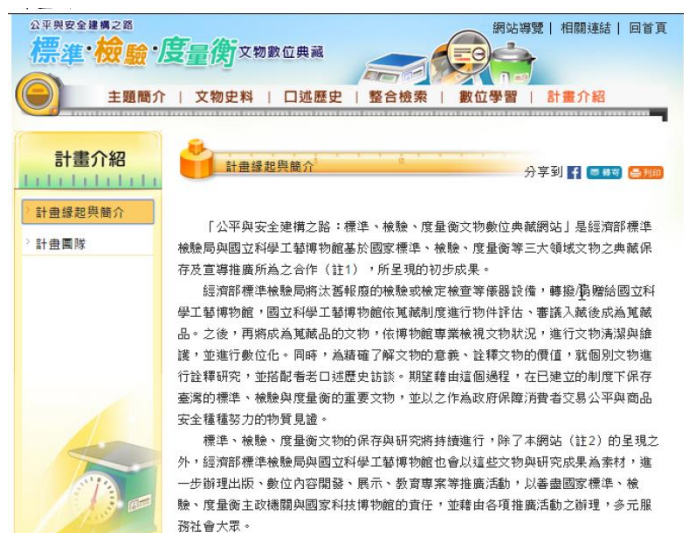 公平與安全建構之路
網站導覽 | 相關連結 | 回首頁
標準·檢驗·度量衡文物數位典藏
主題簡介 | 文物史料 | 口述歷史 | 整合檢索 | 數位學習 | 計畫介紹
計畫介紹
計畫緣起與簡介
計畫團隊
計畫緣起與簡介
分享到 轉寄 列印
「公平與安全建構之路：標準、檢驗、度量衡文物數位典藏網站」是經濟部標準
檢驗局與國立科學工藝博物館基於國家標準、檢驗、度量衡等三大領域文物之典藏保
存及宣導推廣所為之合作（註1），所呈現的初步成果。
經濟部標準檢驗局將汰舊報廢的檢驗或檢定檢查等儀器設備，轉撥/捐贈給國立科
學工藝博物館，國立科學工藝博物館依蒐藏制度進行物件評估、審議入藏後成為蒐藏
品。之後，再將成為蒐藏品的文物，依博物館專業檢視文物狀況，進行文物清潔與維
護，並進行數位化。同時，為精確了解文物的意義、詮釋文物的價值，就個別文物進
行詮釋研究，並搭配耆老口述歷史訪談。期望藉由這個過程，在已建立的制度下保存
臺灣的標準、檢驗與度量衡的重要文物，並以之作為政府保障消費者交易公平與商品
安全種種努力的物質見證。
標準、檢驗、度量衡文物的保存與研究將持續進行，除了本網站（註2）的呈現之
外，經濟部標準檢驗局與國立科學工藝博物館也會以這些文物與研究成果為素材，進
一步辦理出版、數位內容開發、展示、教育專案等推廣活動，以善盡國家標準、檢
驗、度量衡主政機關與國家科技博物館的責任，並藉由各項推廣活動之辦理，多元服
務社會大眾。